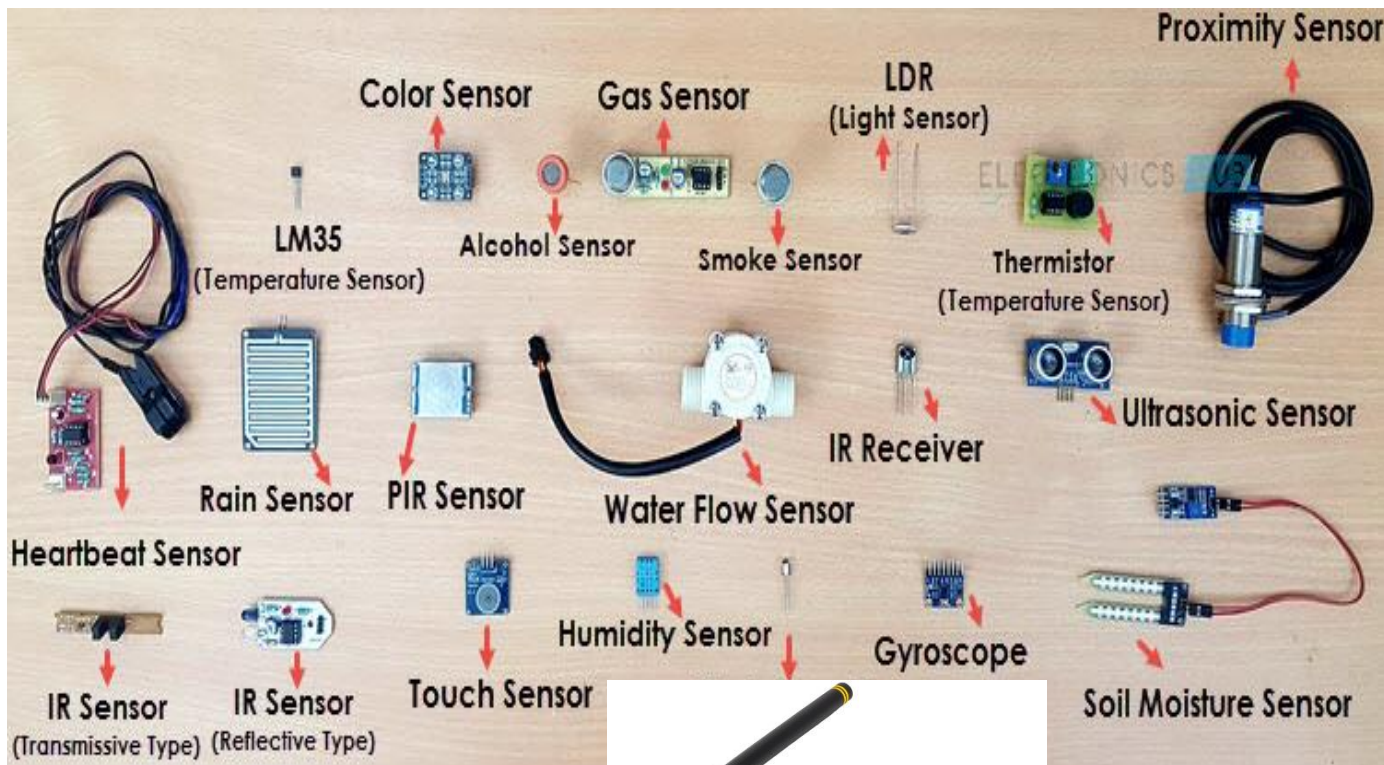 Proximity Sensor
Color Sensor
Gas Sensor
LDR
(Light Sensor)
LM35
(Temperature Sensor)
Alcohol Sensor
Smoke Sensor
Thermistor
(Temperature Sensor)
Rain Sensor
PIR Sensor
Water Flow Sensor
IR Receiver
Ultrasonic Sensor
Heartbeat Sensor
IR Sensor
(Transmissive Type)
IR Sensor
(Reflective Type)
Touch Sensor
Humidity Sensor
Gyroscope
Soil Moisture Sensor